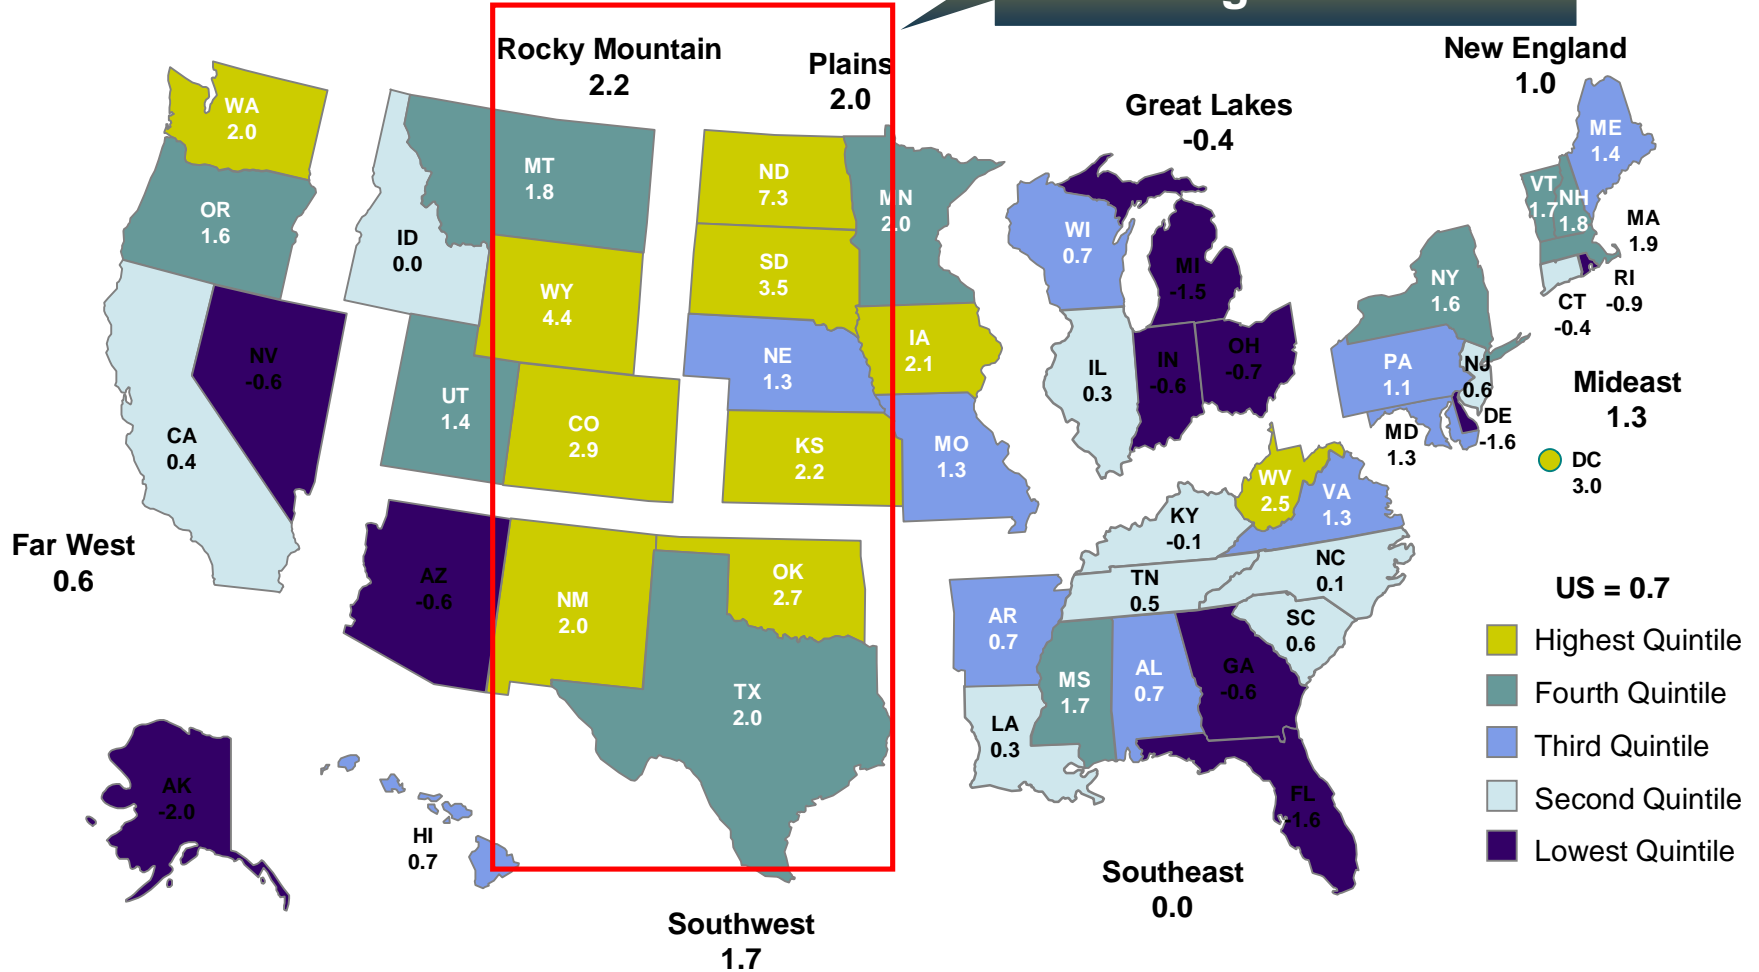 Rocky Mountain
2.2
Plains
2.0
New England
1.0
Great Lakes
-0.4
WA
2.0
OR
1.6
ID
0.0
MT
1.8
WY
4.4
NV
-0.6
UT
1.4
CO
2.9
CA
0.4
ND
7.3
SD
3.5
NE
1.3
KS
2.2
MN
2.0
IA
2.1
MO
1.3
WI
0.7
MI
-1.5
IL
0.3
IN
-0.6
OH
-0.7
ME
1.4
VT
1.7
NH
1.8
MA
1.9
RI
-0.9
CT
-0.4
NY
1.6
PA
1.1
NJ
0.6
Mideast
1.3
MD
1.3
DE
-1.6
DC
3.0
WV
2.5
VA
1.3
KY
-0.1
TN
0.5
NC
0.1
SC
0.6
AR
0.7
MS
1.7
AL
0.7
GA
-0.6
LA
0.3
FL
-1.6
Far West
0.6
AZ
-0.6
NM
2.0
OK
2.7
TX
2.0
AK
-2.0
HI
0.7
Southwest
1.7
Southeast
0.0
US = 0.7
Highest Quintile
Fourth Quintile
Third Quintile
Second Quintile
Lowest Quintile